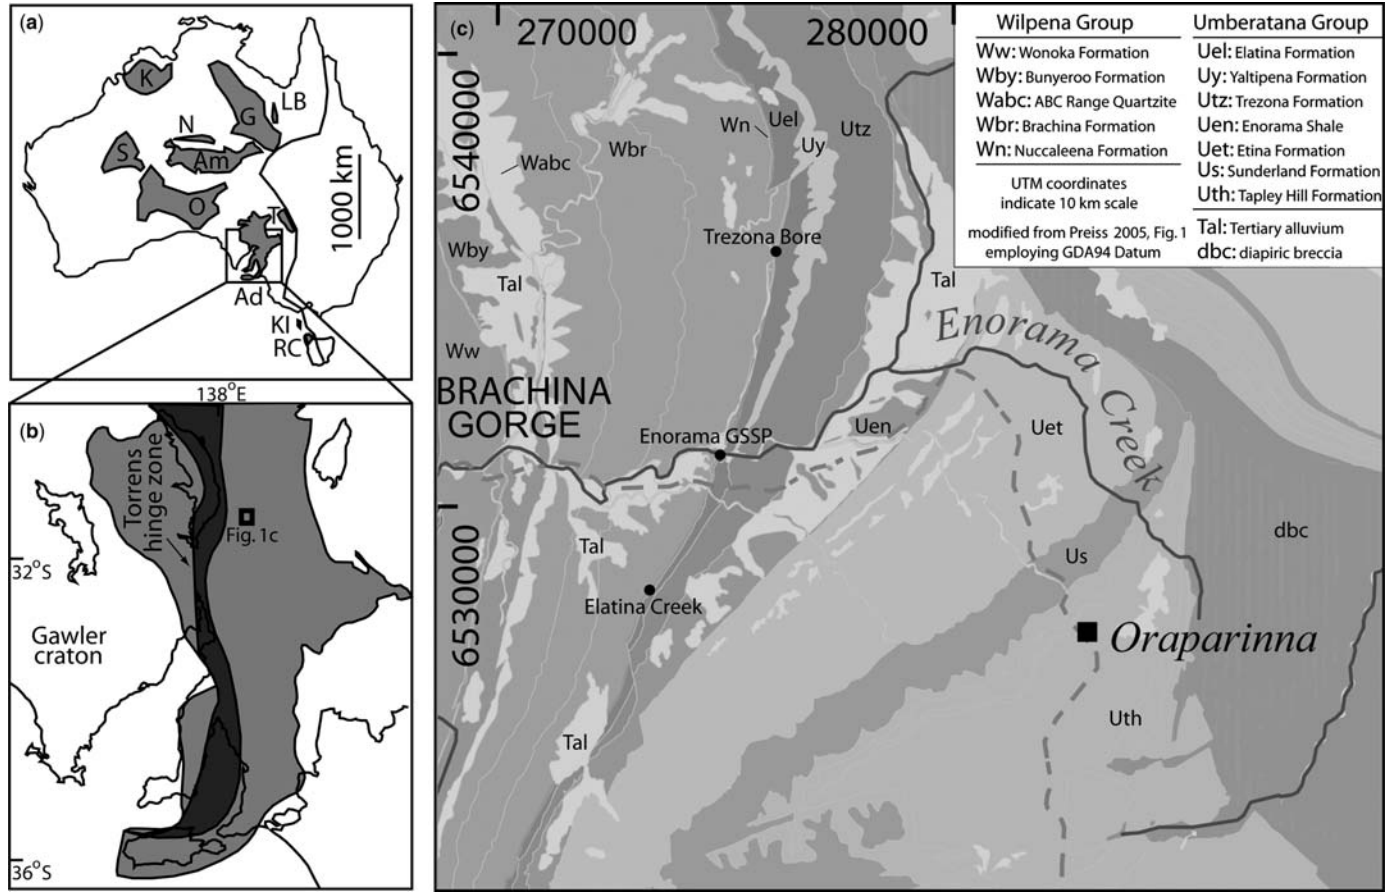 (a)
K
G
LB
N
S
Am
O
T
Ad
KI
RC
1000 km
138°E
(b)
Torrens
hinge zone
Fig. 1c
32°S
Gawler
craton
36°S
(c)
270000
280000
6540000
6530000
Wilpena Group
Ww: Wonoka Formation
Wby: Bunyeroo Formation
Wabc: ABC Range Quartzite
Wbr: Brachina Formation
Wn: Nuccaleena Formation
UTM coordinates
indicate 10 km scale
modified from Preiss 2005, Fig. 1
employing GDA94 Datum
Umberatana Group
Uel: Elatina Formation
Uy: Yaltipena Formation
Utz: Trezona Formation
Uen: Enorama Shale
Uet: Etina Formation
Us: Sunderland Formation
Uth: Tapley Hill Formation
Tal: Tertiary alluvium
dbc: diapiric breccia
Wn
Uel
Utz
Uy
Wbr
Wabc
Trezona Bore
Wby
Tal
Tal
Enorama Creek
Ww
BRACHINA
GORGE
Enorama GSSP
Uen
Uet
dbc
Tal
Us
Elatina Creek
Oraparinna
Uth
Tal